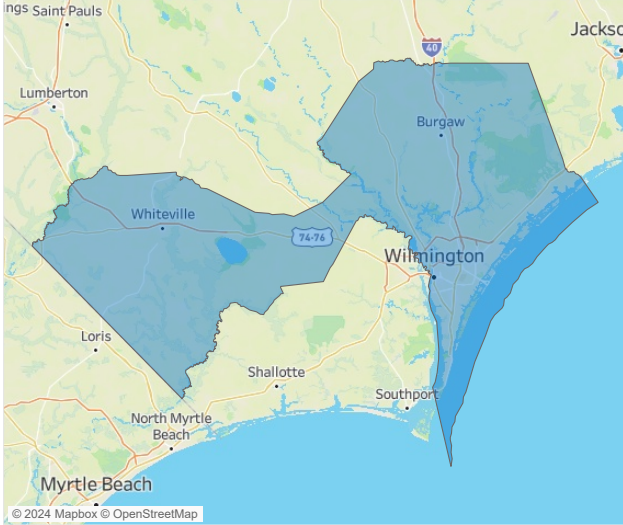 ngs
Saint Pauls
40
Jackso
Lumberton
Burgaw
Whiteville
74-76
Wilmington
Loris
Shallotte
Southport
North Myrtle
Beach
Myrtle Beach
© 2024 Mapbox © OpenStreetMap